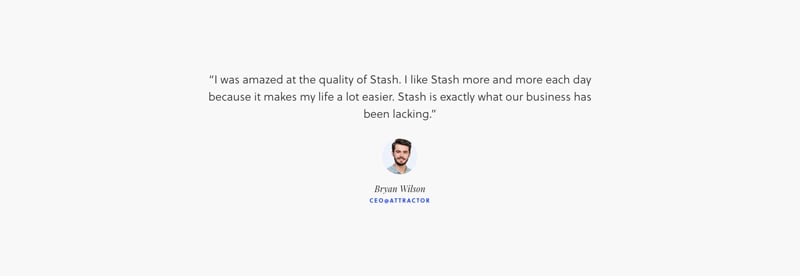 “I was amazed at the quality of Stash. I like Stash more and more each day
because it makes my life a lot easier. Stash is exactly what our business has
been lacking.”
Bryan Wilson
CEO@ATTRACTOR